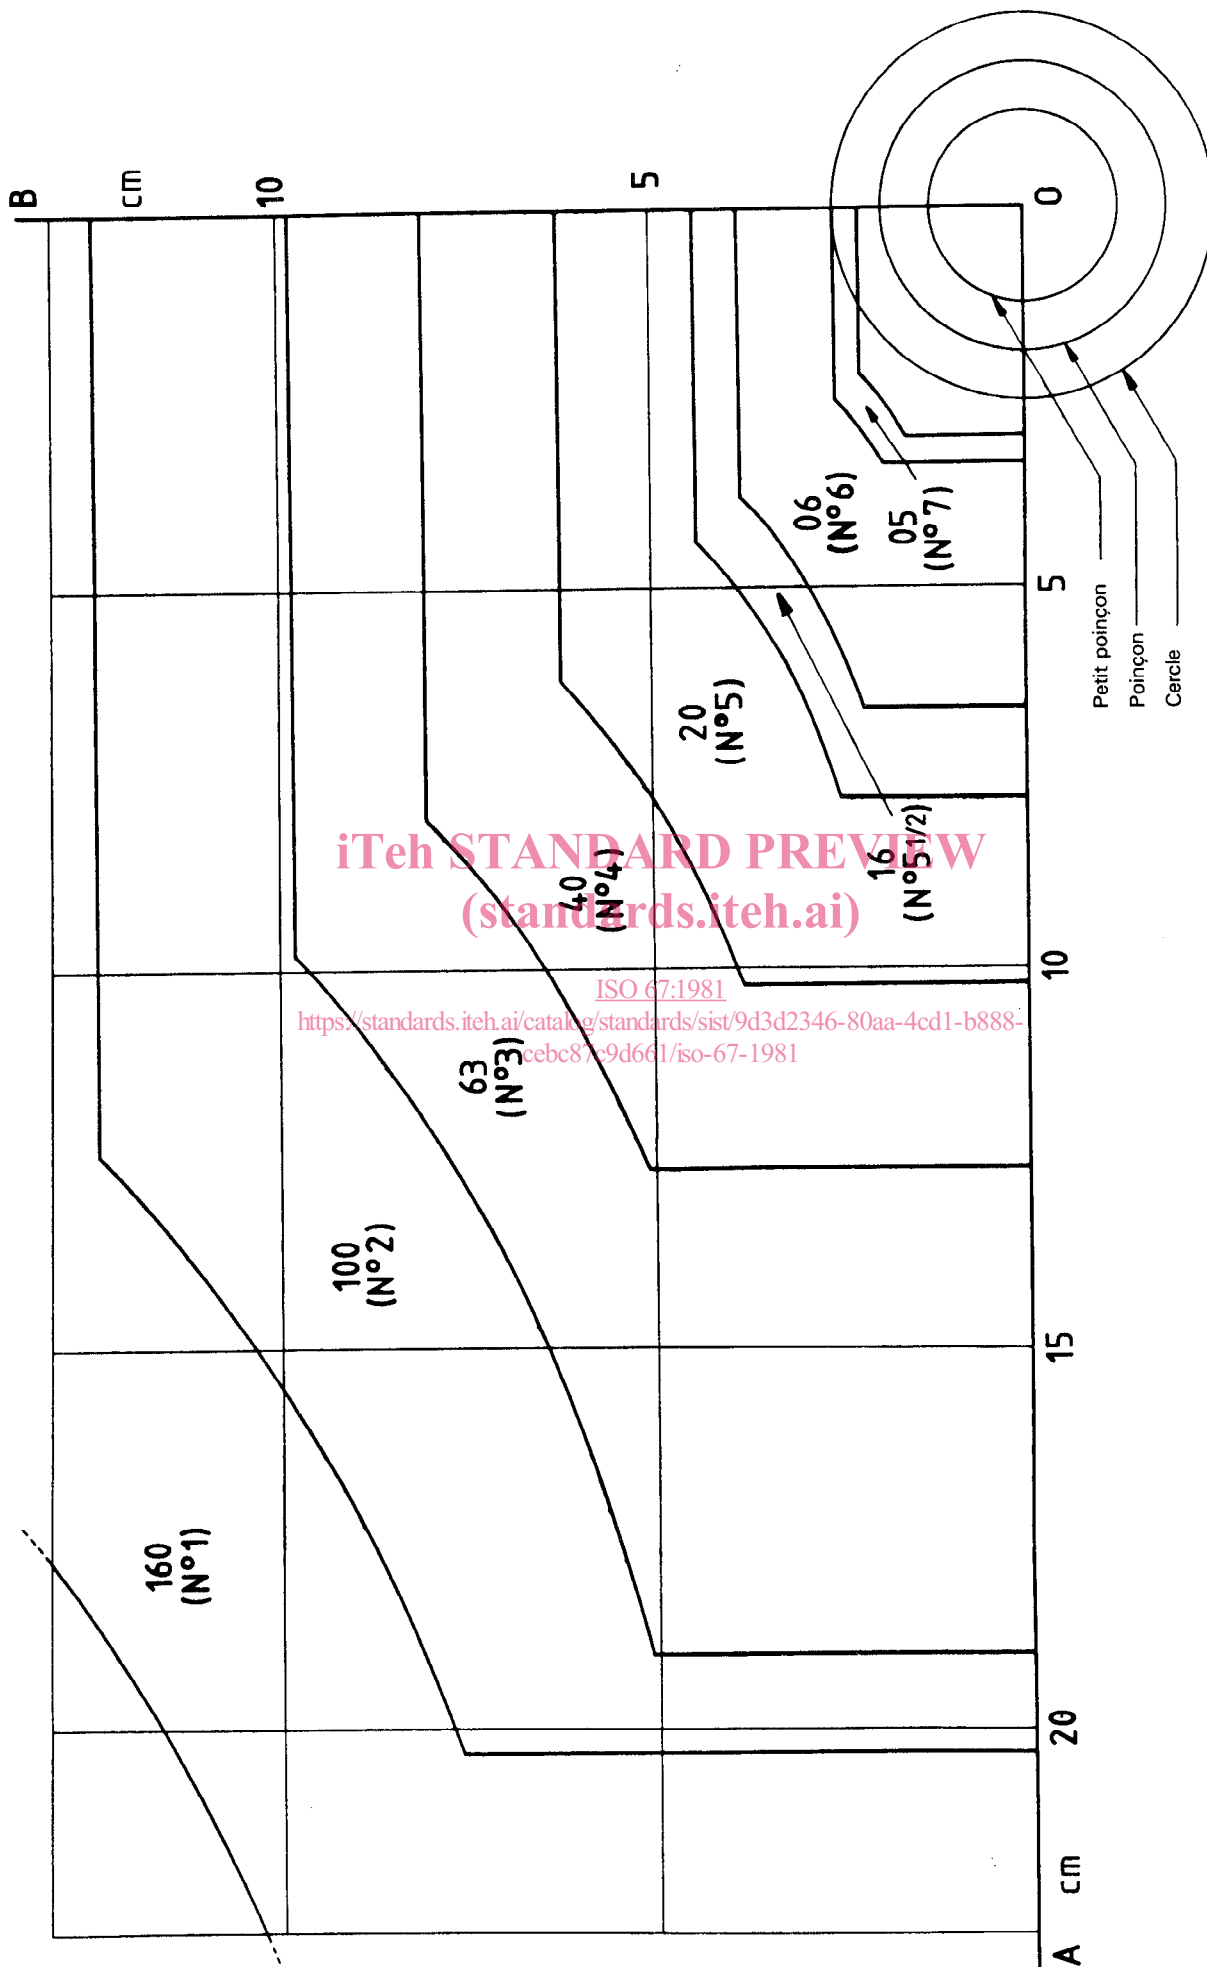 B
cm
10
5
0
06
(N°6)
05
(N°7)
5
Petit poinçon
Poinçon
Cercle
20
(N°5)
16
(N°5 1/2)
40
(N°4)
10
iTeh STANDARD PREVIEW
(standards.iteh.ai)
ISO 67:1981
https://standards.iteh.ai/catalog/standards/sist/9d3d2346-80aa-4cd1-b888-
cebc87c9d661/iso-67-1981
63
(N°3)
100
(N°2)
15
160
(N°1)
20
cm
A